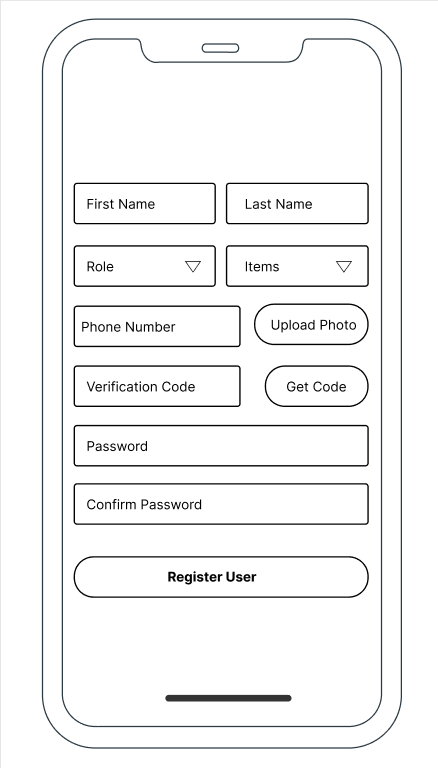 First Name
Last Name
Role
Items
Phone Number
Upload Photo
Verification Code
Get Code
Password
Confirm Password
Register User